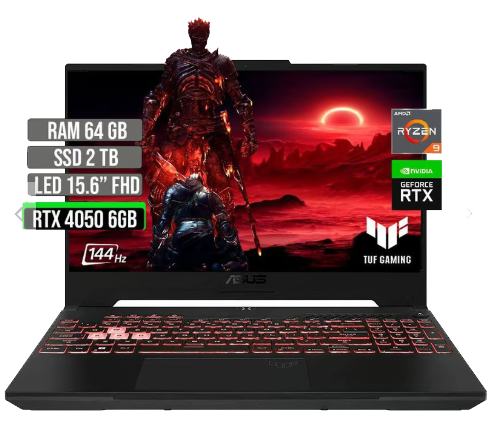 RAM 64 GB
SSD 2 TB
LED 15.6” FHD
RTX 4050 6GB
144Hz
AMD
RYZEN
9
NVIDIA
GEFORCE
RTX
TUF GAMING
ASUS